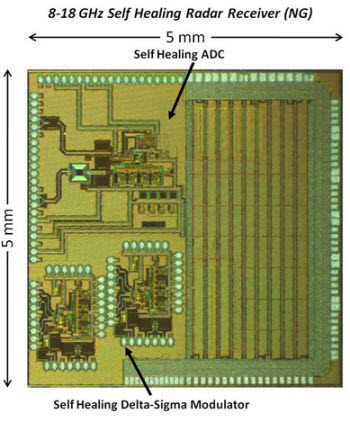 8-18 GHz Self Healing Radar Receiver (NG)
5 mm
Self Healing ADC
5 mm
Self Healing Delta-Sigma Modulator